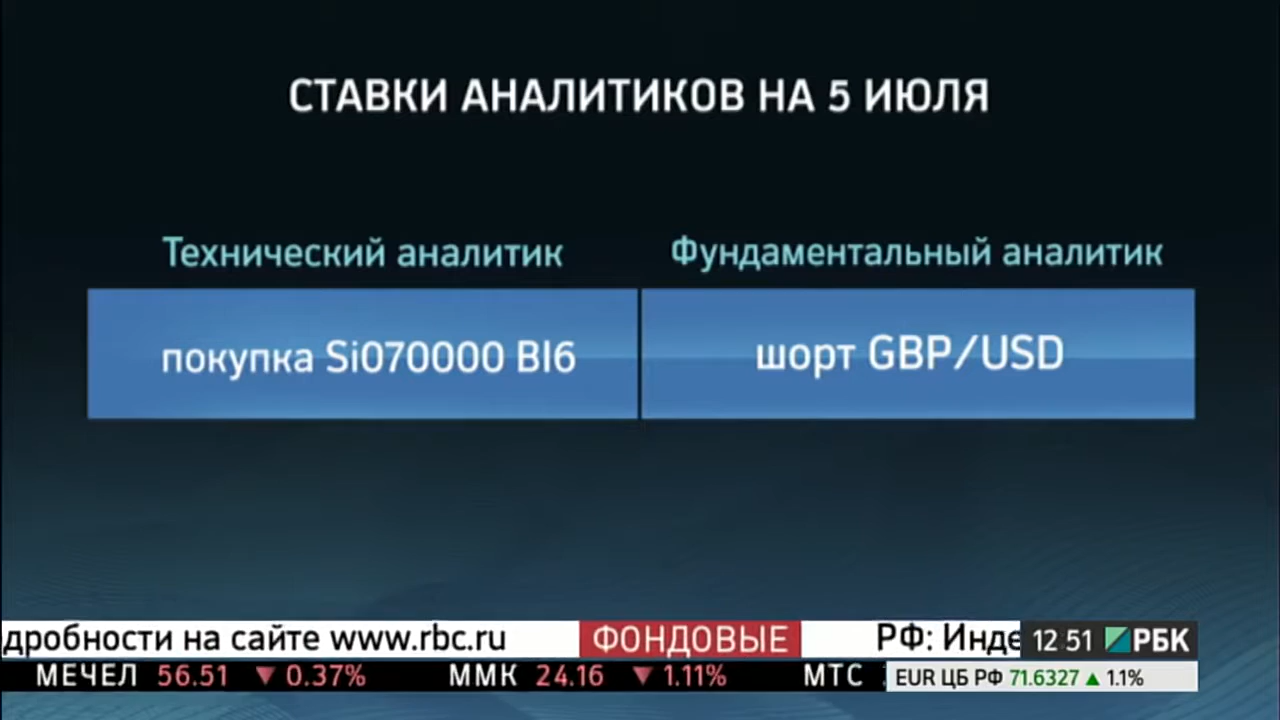 СТАВКИ АНАЛИТИКОВ НА 5 ИЮЛЯ
Технический аналитик
Фундаментальный аналитик
покупка Si070000 BI6
шорт GBP/USD
дробности на сайте www.rbc.ru ФОНДОВЫЕ РФ: Инде 12 51 РБК
МЕЧЕЛ 56.51 ▼ 0.37% ММК 24.16 ▼ 1.11% МТС EUR ЦБ РФ 71.6327 ▲ 1.1%